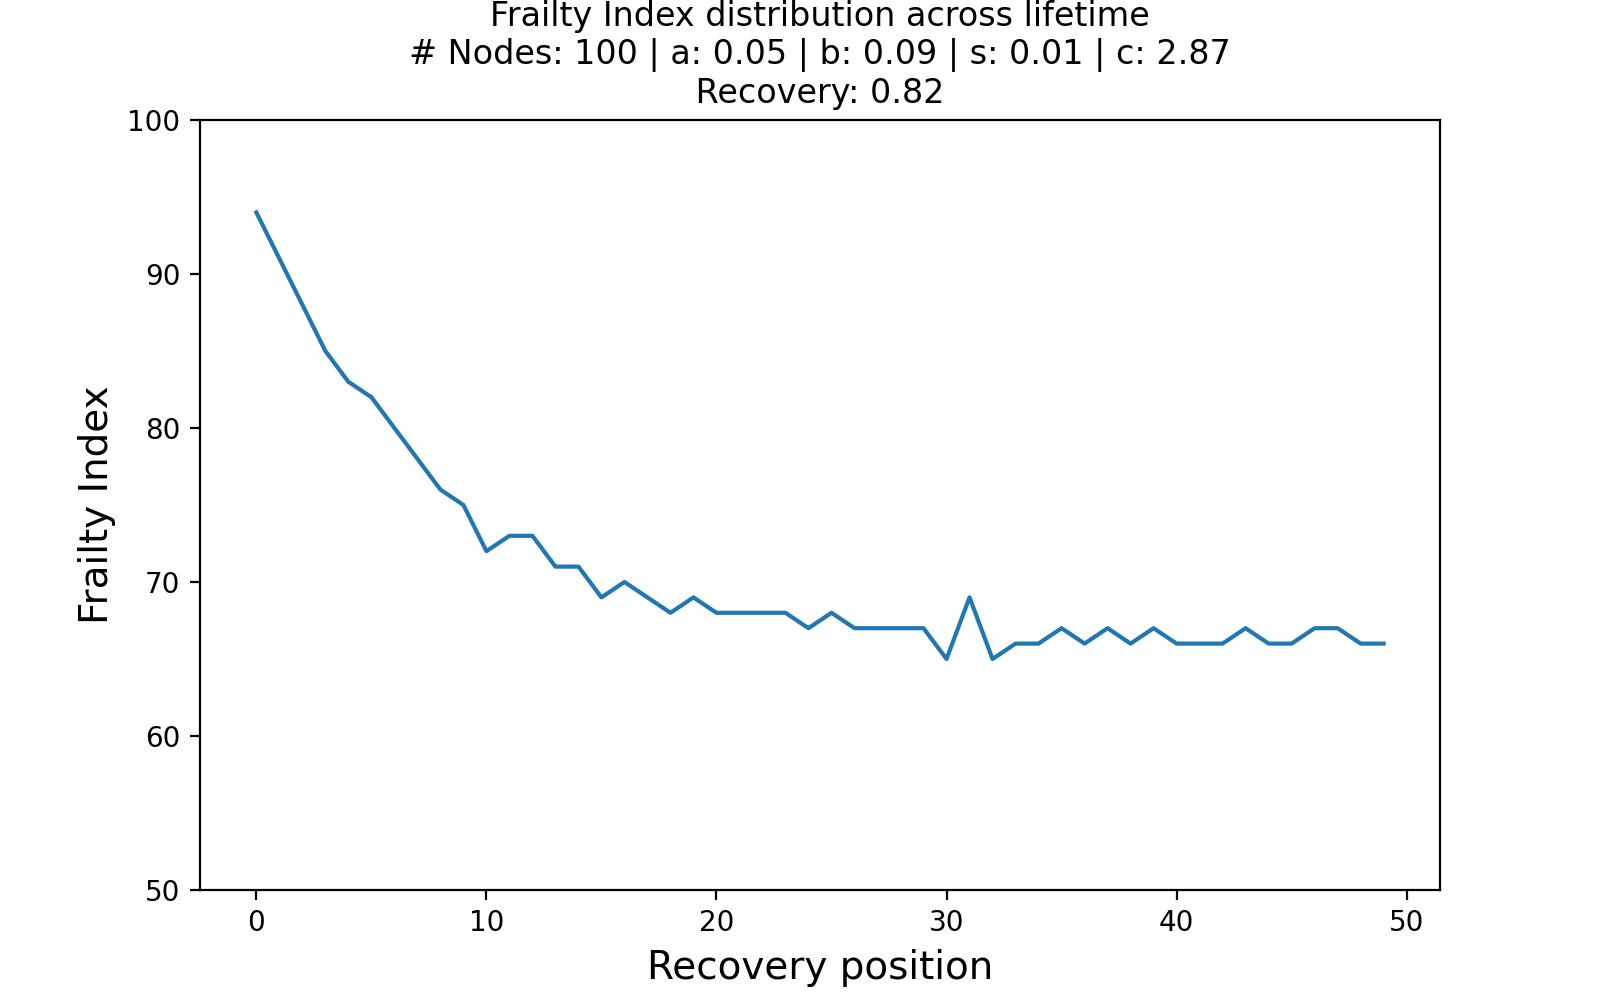 Frailty Index distribution across lifetime
# Nodes: 100 | a: 0.05 | b: 0.09 | s: 0.01 | c: 2.87
Recovery: 0.82
100
90
80
70
60
50
Frailty Index
0 10 20 30 40 50
Recovery position